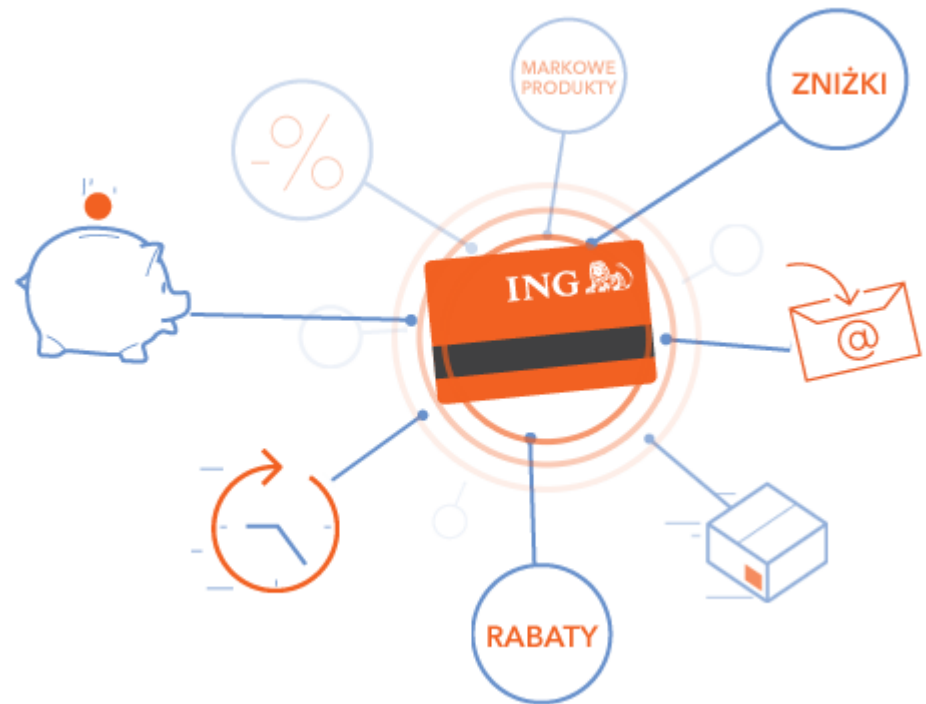 MARKOWE
PRODUKTY
ZNIŻKI
-%
ING
@
RABATY